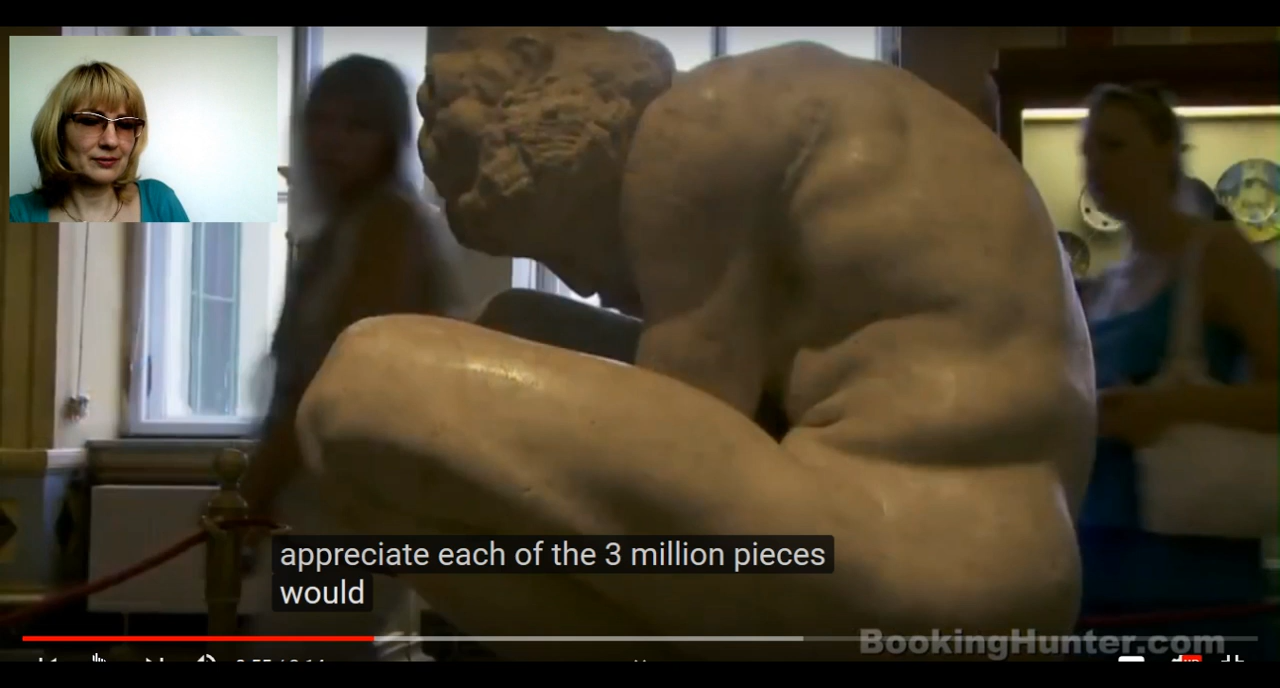 appreciate each of the 3 million pieces
would
BookingHunter.com